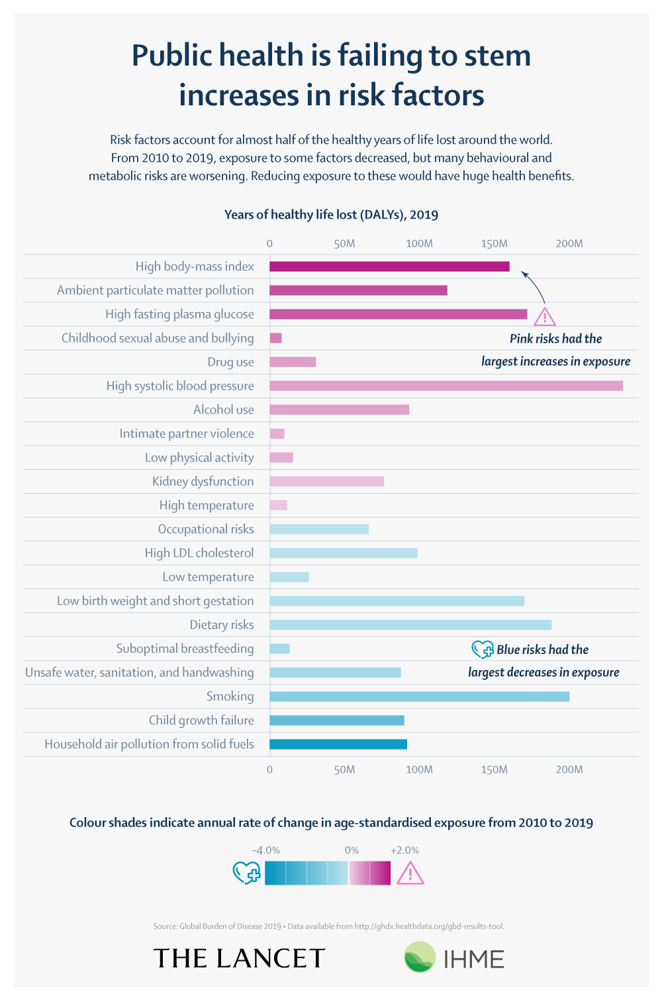 Public health is failing to stem
increases in risk factors
Risk factors account for almost half of the healthy years of life lost around the world.
From 2010 to 2019, exposure to some factors decreased, but many behavioural and
metabolic risks are worsening. Reducing exposure to these would have huge health benefits.
Years of healthy life lost (DALYs), 2019
0 50M 100M 150M 200M
High body-mass index
Ambient particulate matter pollution
High fasting plasma glucose
Childhood sexual abuse and bullying
Pink risks had the
Drug use
largest increases in exposure
High systolic blood pressure
Alcohol use
Intimate partner violence
Low physical activity
Kidney dysfunction
High temperature
Occupational risks
High LDL cholesterol
Low temperature
Low birth weight and short gestation
Dietary risks
Suboptimal breastfeeding
Blue risks had the
Unsafe water, sanitation, and handwashing
largest decreases in exposure
Smoking
Child growth failure
Household air pollution from solid fuels
0 50M 100M 150M 200M
Colour shades indicate annual rate of change in age-standardised exposure from 2010 to 2019
–4.0% 0% +2.0%
Source: Global Burden of Disease 2019 • Data available from http://ghdx.healthdata.org/gbd-results-tool.
THE LANCET
IHME